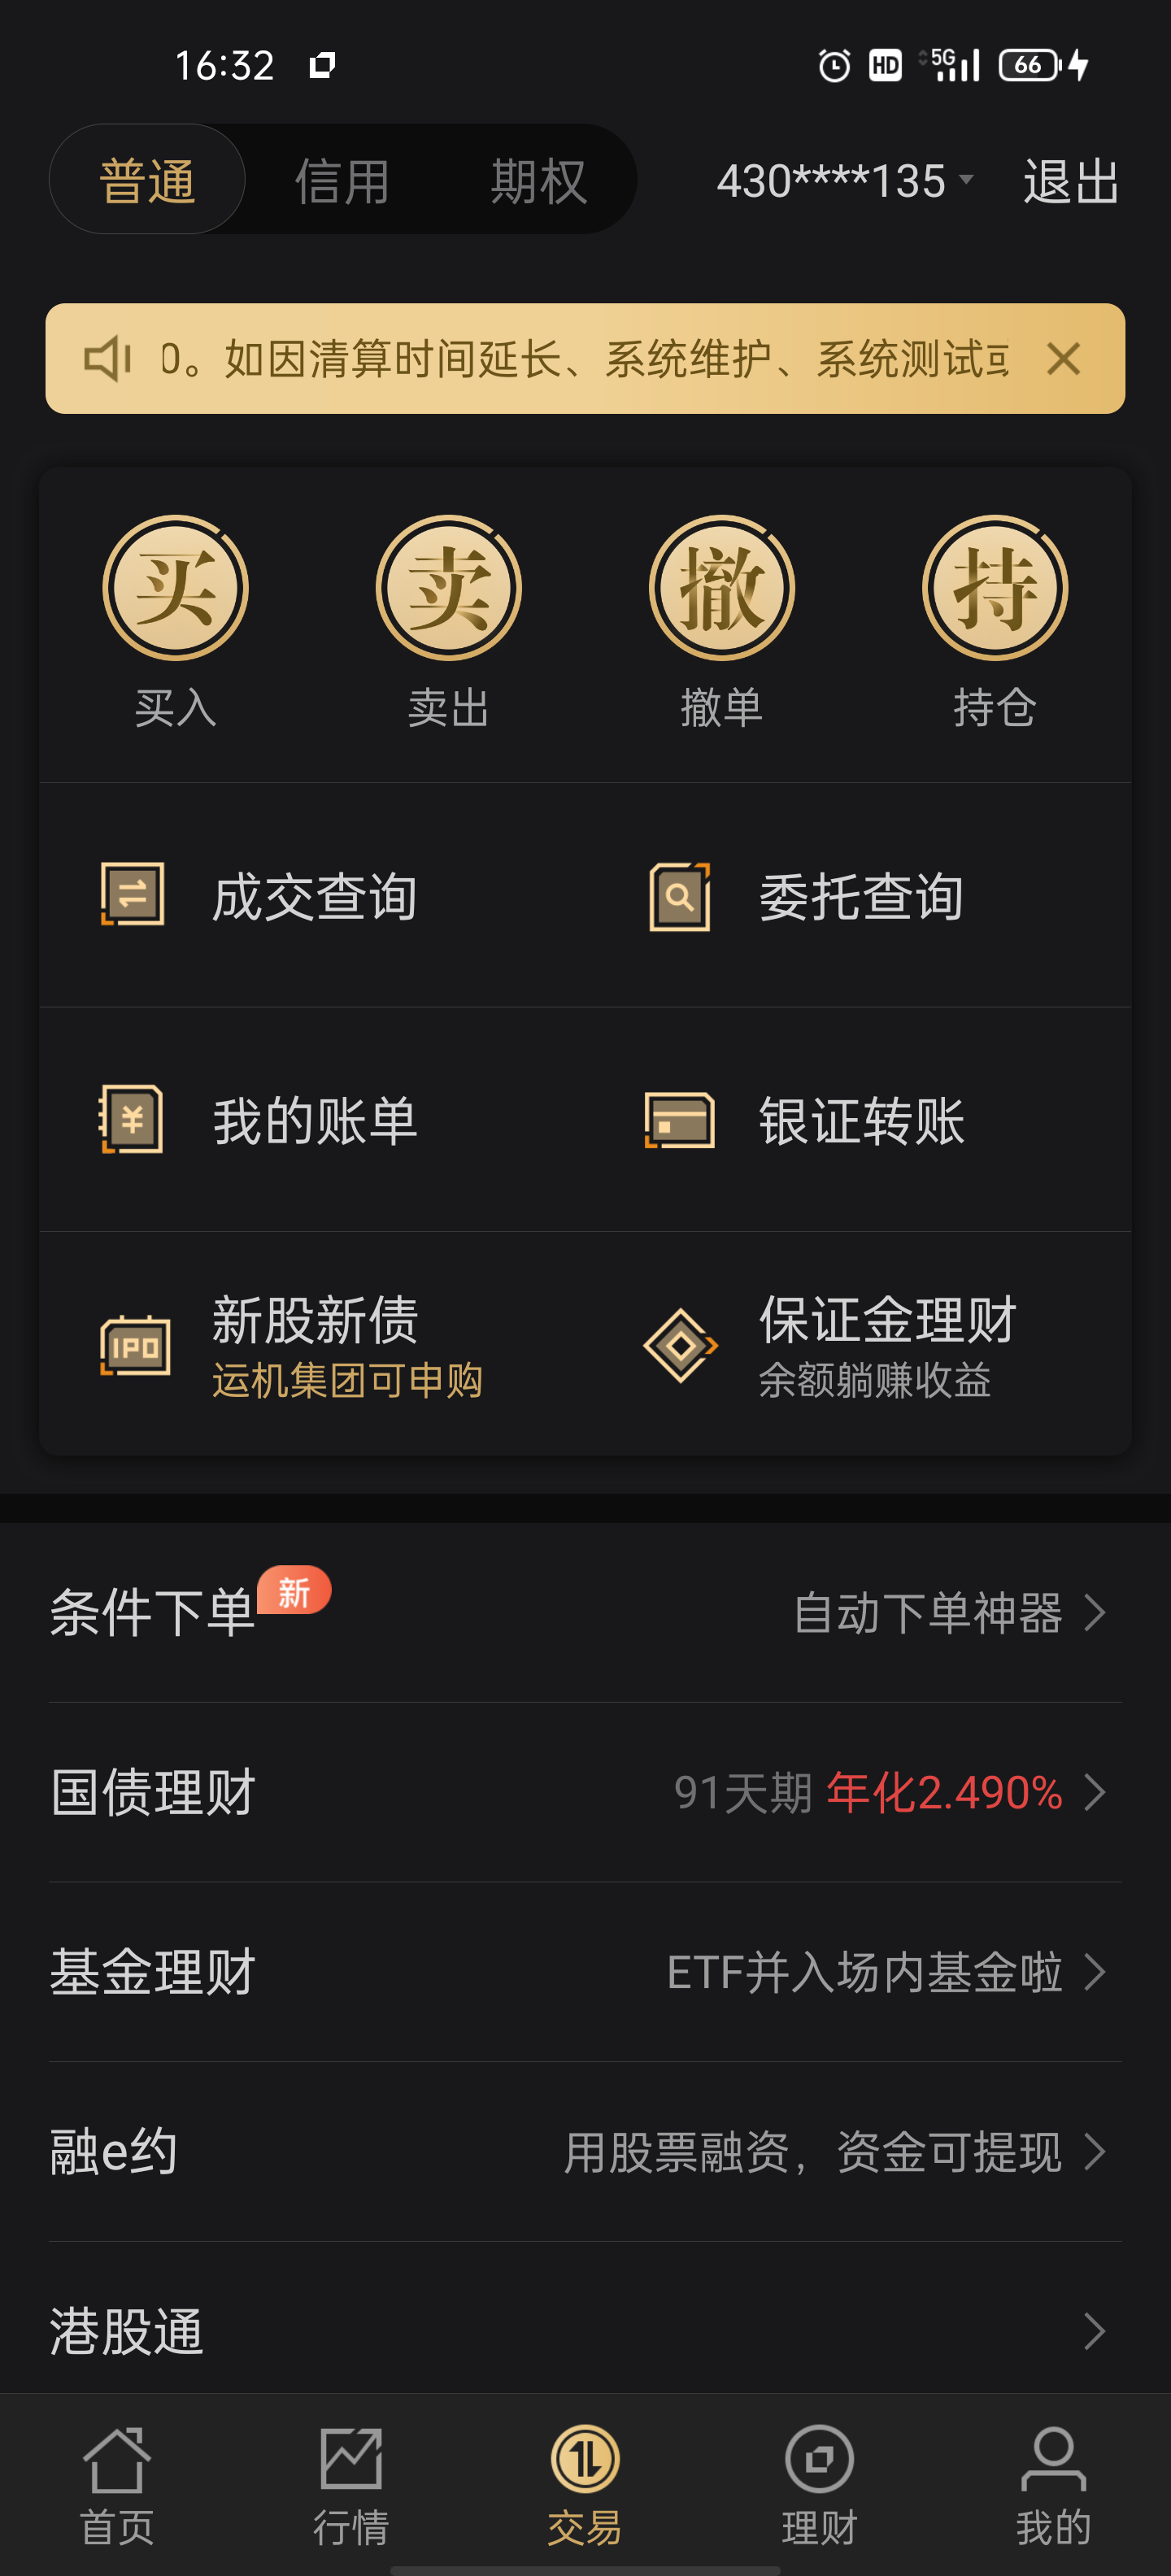 16:32 HD 5G 66
普通 信用 期权 430****135 退出
0。如因清算时间延长、系统维护、系统测试
买 卖 撤 持
买入 卖出 撤单 持仓
成交查询 委托查询
我的账单 银证转账
IPO 新股新债 保证金理财
运机集团可申购 余额躺赚收益
条件下单 新 自动下单神器
国债理财 91天期 年化2.490%
基金理财 ETF并入场内基金啦
融e约 用股票融资，资金可提现
港股通
首页 行情 交易 理财 我的